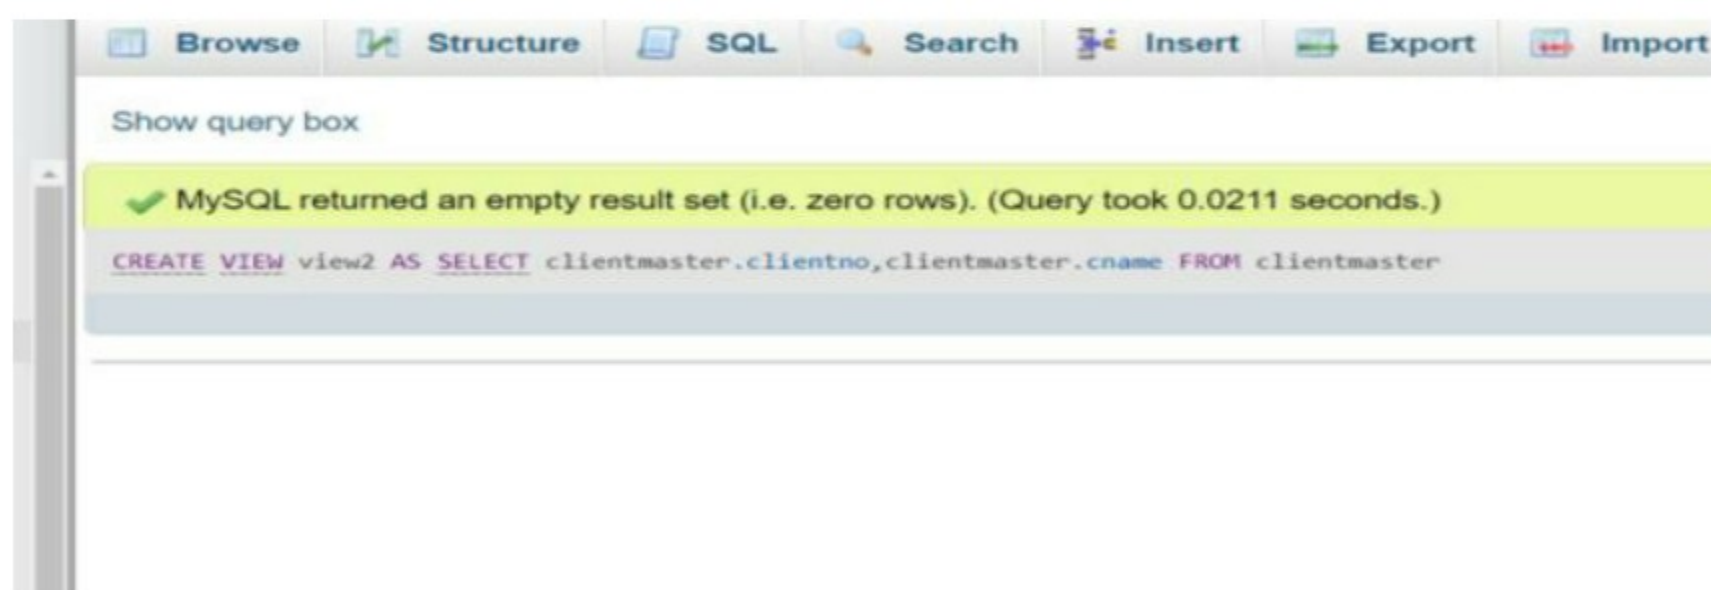 Browse Structure SQL Search Insert Export Import
Show query box
MySQL returned an empty result set (i.e. zero rows). (Query took 0.0211 seconds.)
CREATE VIEW view2 AS SELECT clientmaster.clientno,clientmaster.cname FROM clientmaster